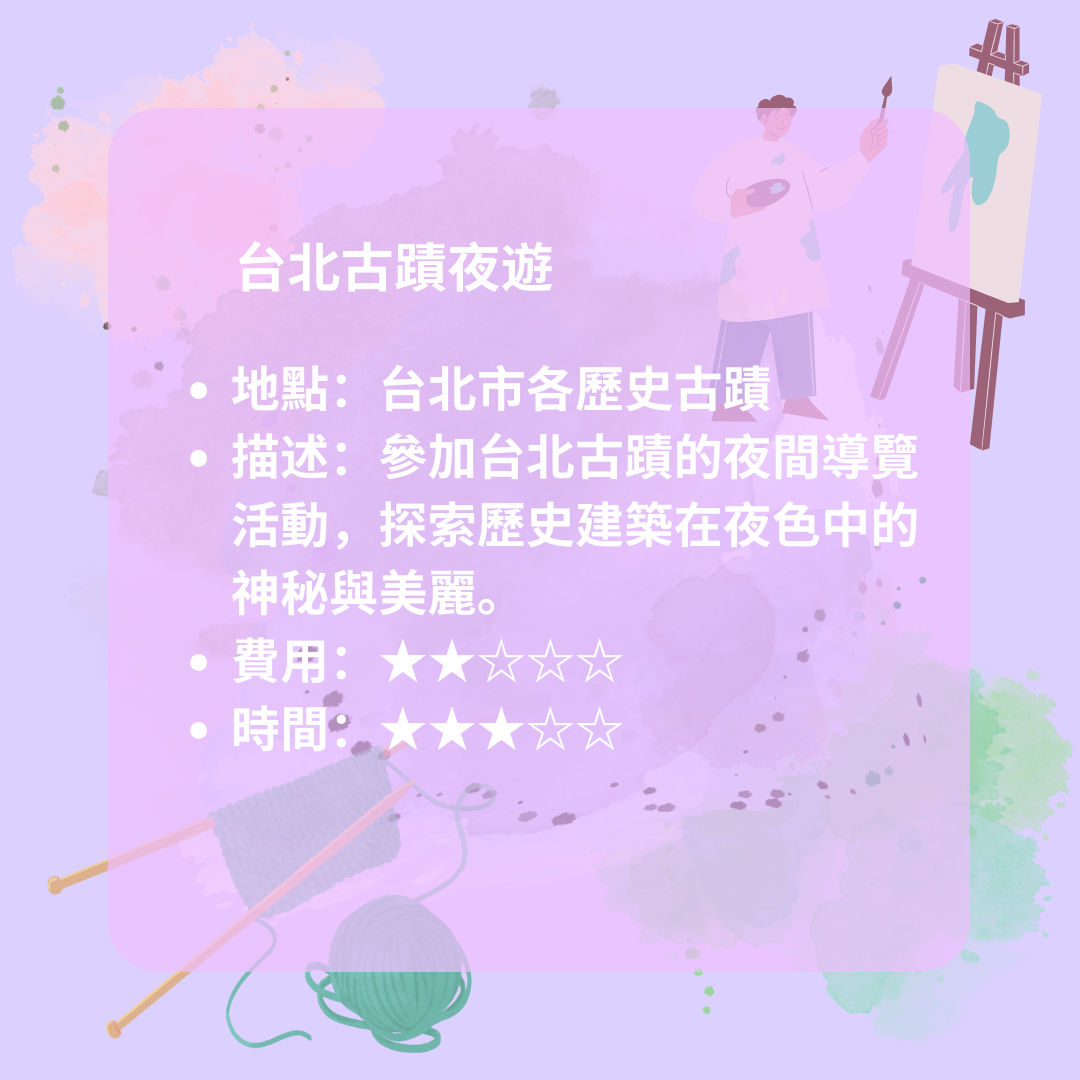 台北古蹟夜遊
• 地點：台北市各歷史古蹟
• 描述：參加台北古蹟的夜間導覽
活動，探索歷史建築在夜色中的
神秘與美麗。
• 費用：★★☆☆☆
• 時間：★★★☆☆